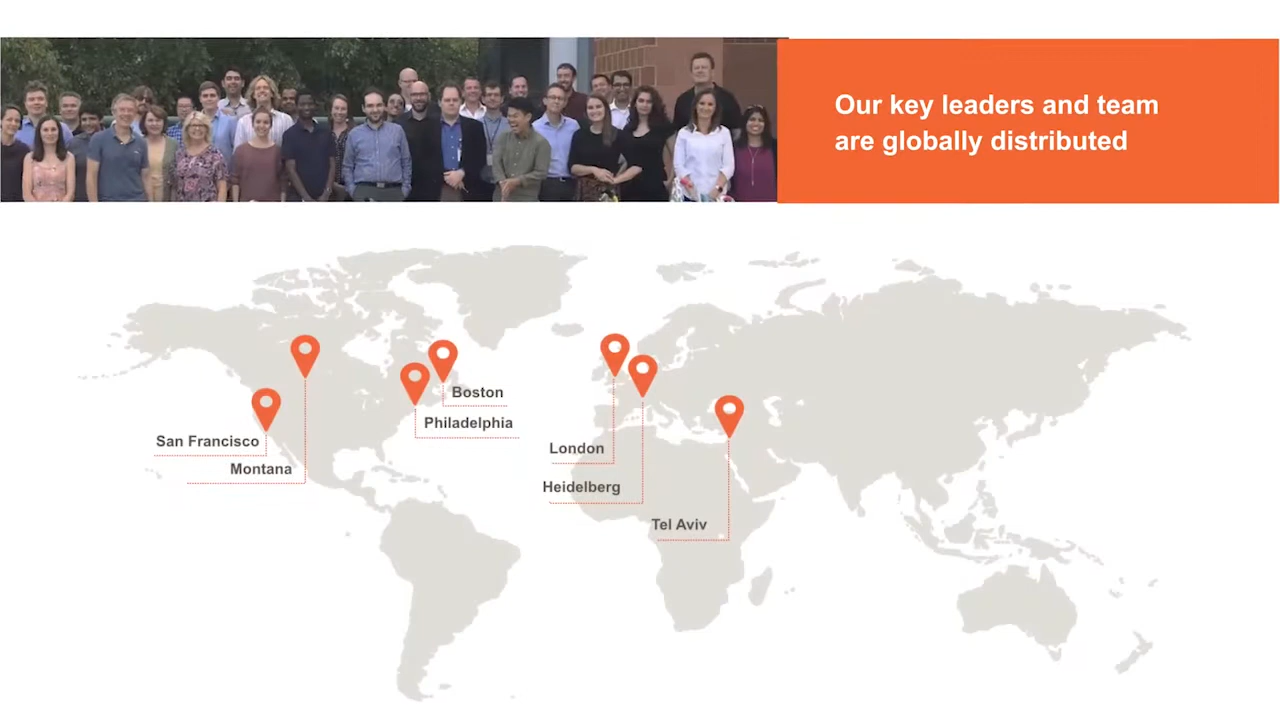 Our key leaders and team
are globally distributed
Boston
Philadelphia
San Francisco
Montana
London
Heidelberg
Tel Aviv